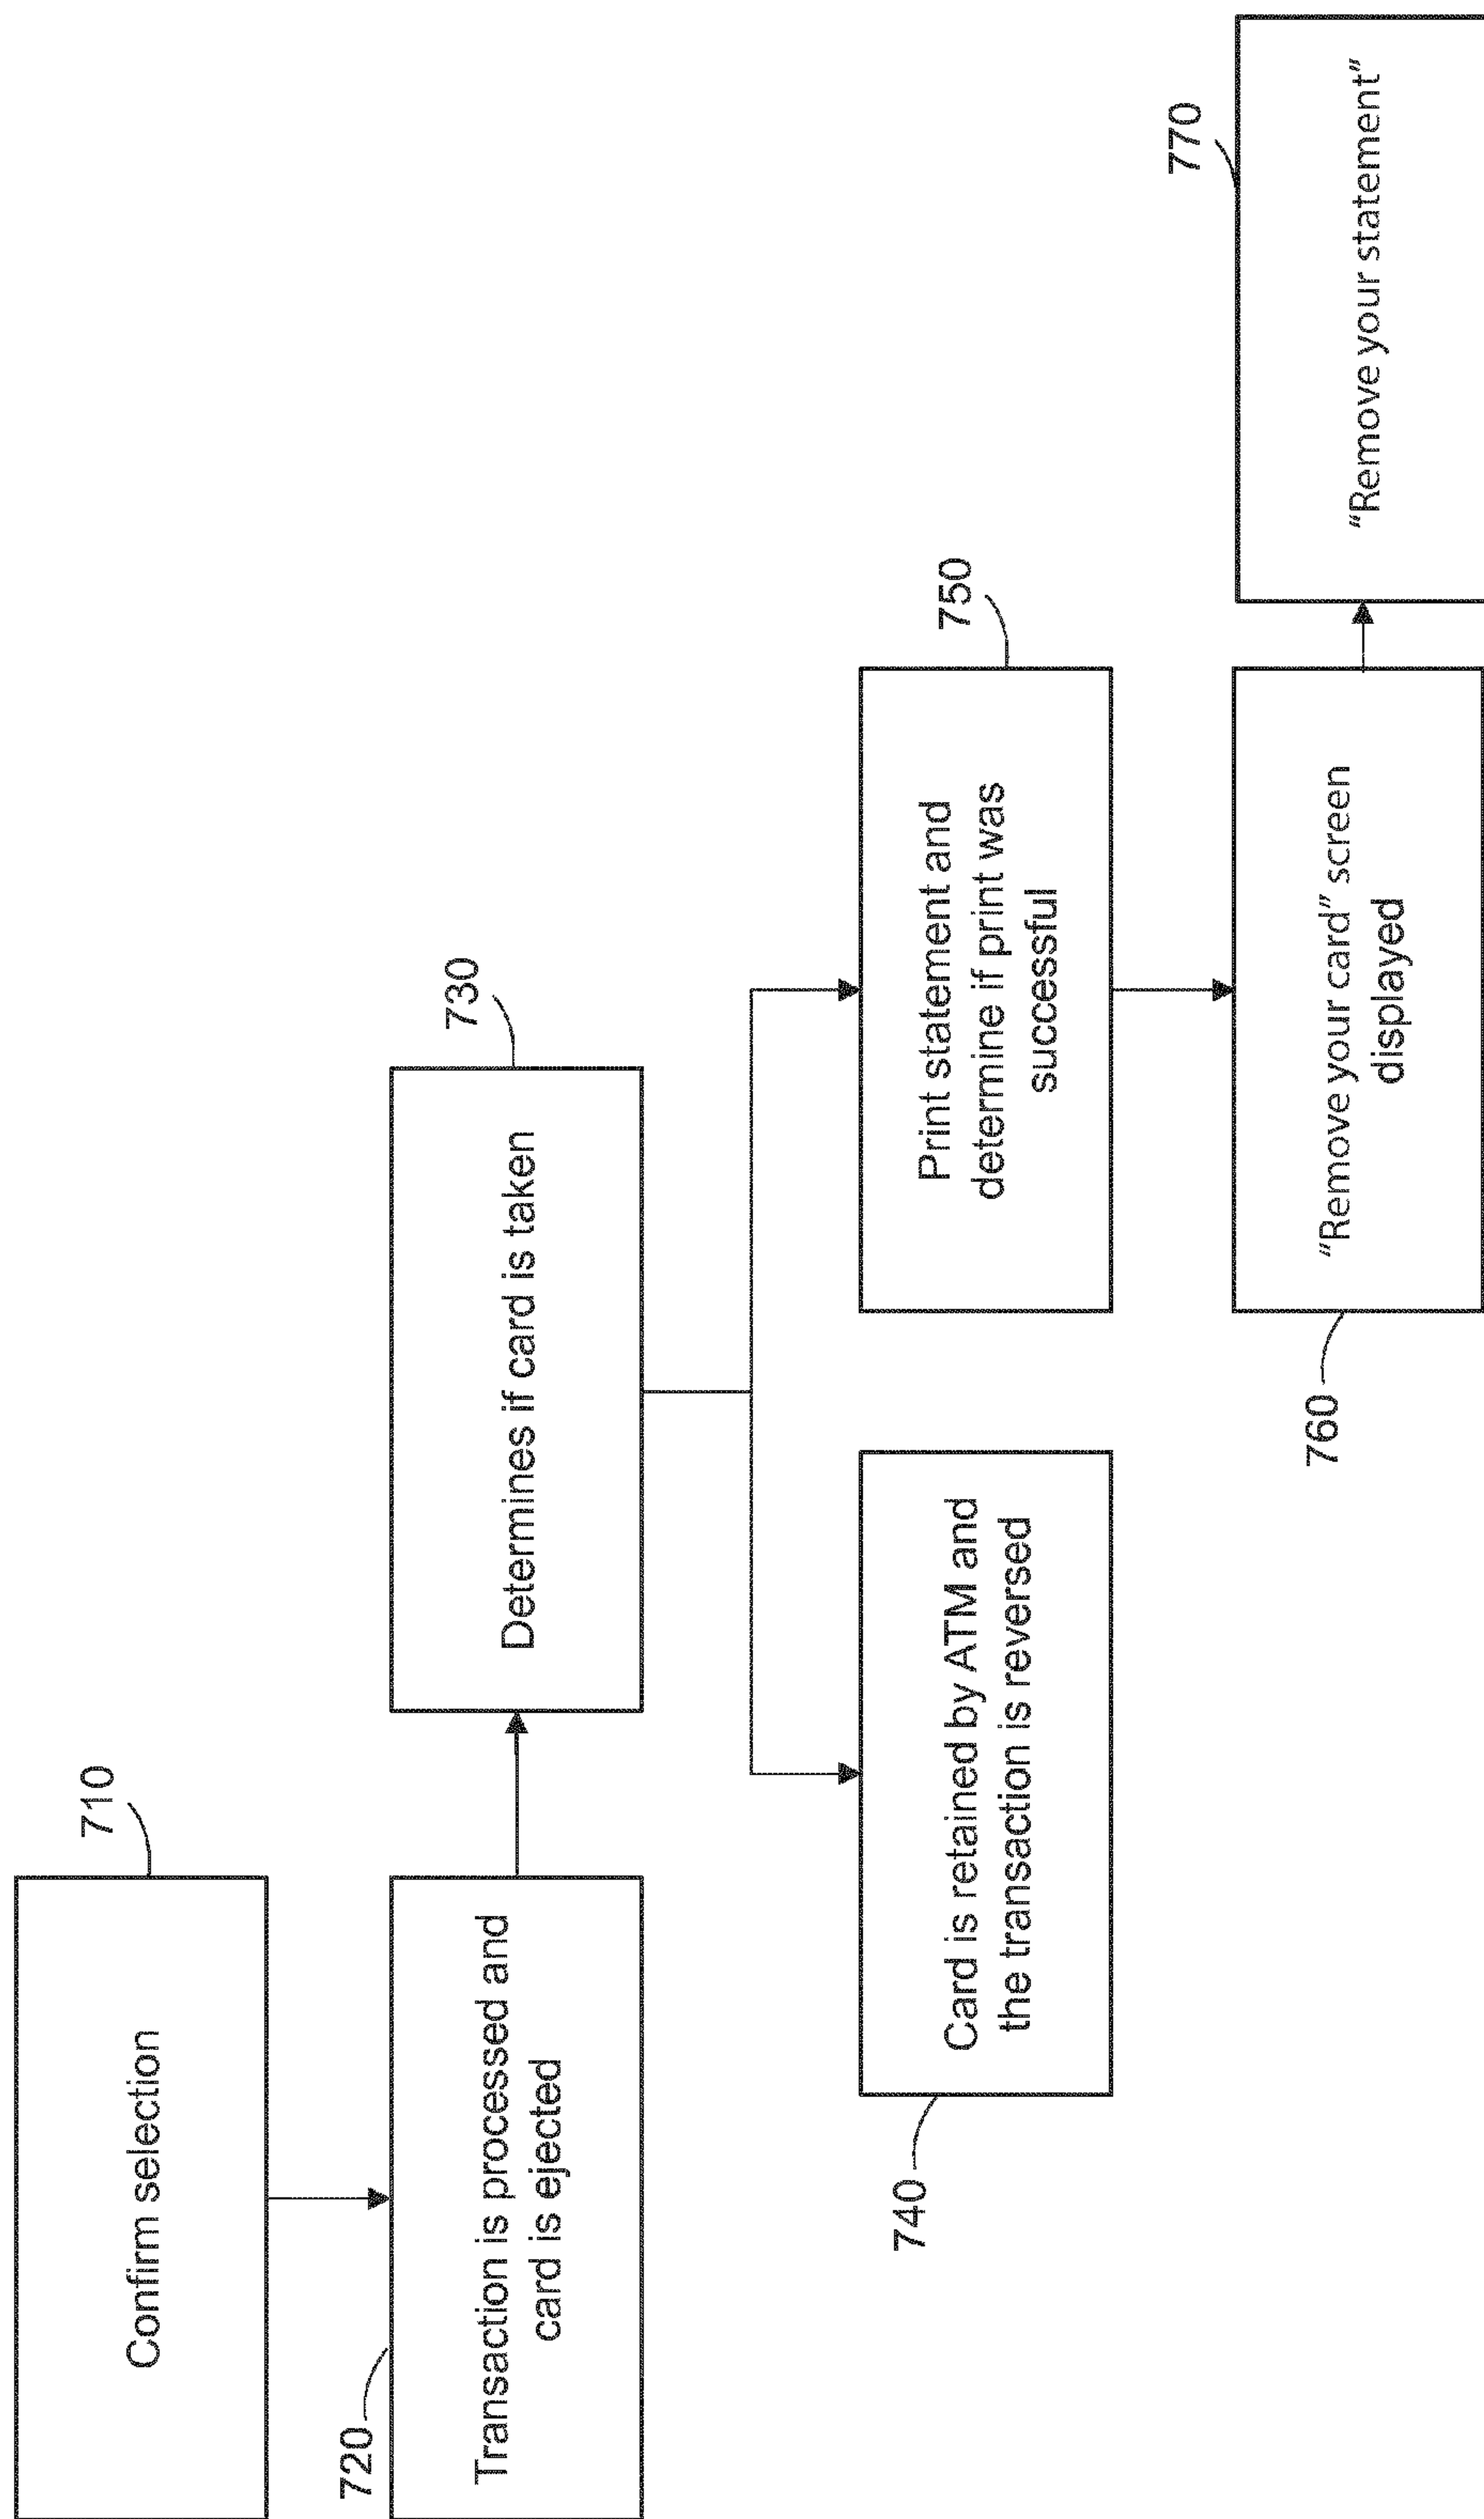 710
Confirm selection
720
Transaction is processed and
card is ejected
730
Determines if card is taken
740
Card is retained by ATM and
the transaction is reversed
750
Print statement and
determine if print was
successful
760
“Remove your card” screen
displayed
770
“Remove your statement”